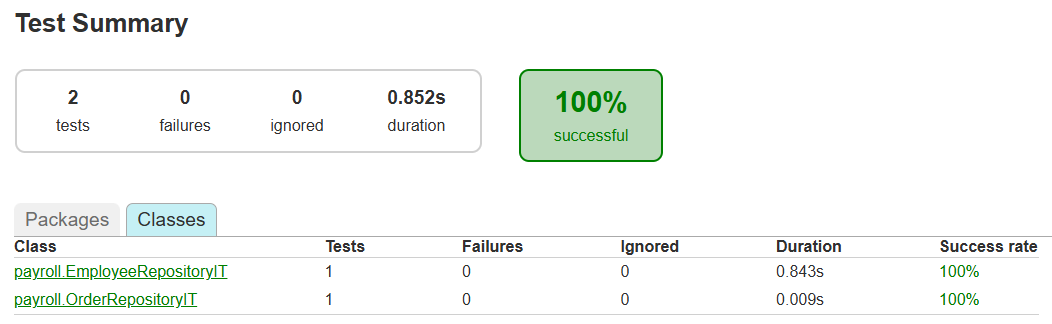 Test Summary
2 0 0 0.852s
tests failures ignored duration
100%
successful
Packages Classes
Class Tests Failures Ignored Duration Success rate
payroll.EmployeeRepositoryIT 1 0 0 0.843s 100%
payroll.OrderRepositoryIT 1 0 0 0.009s 100%